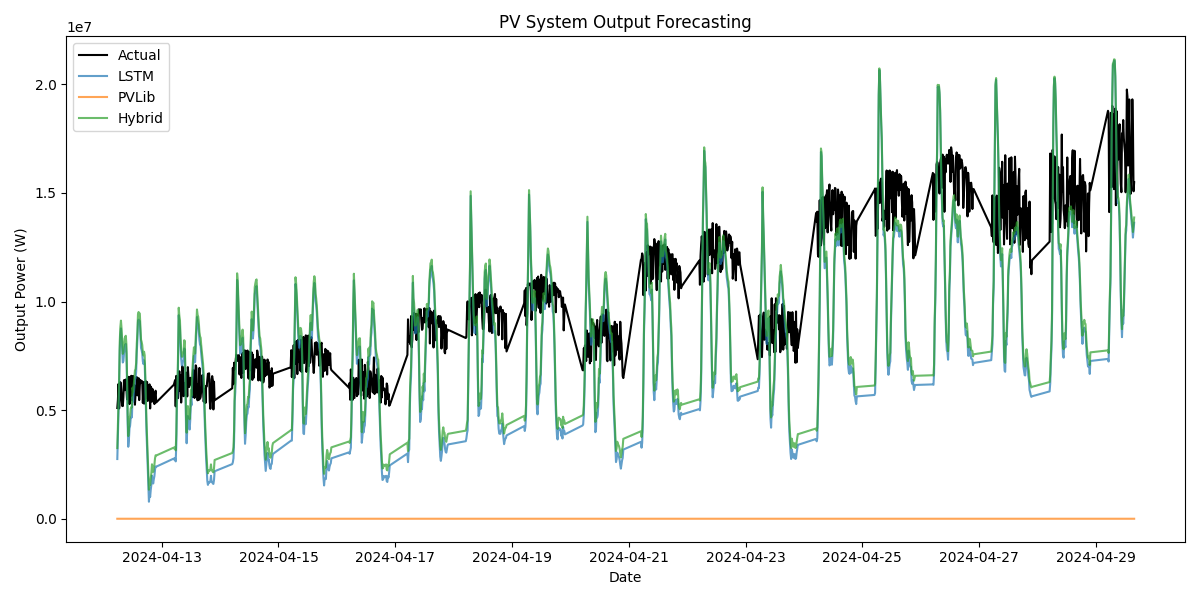 PV System Output Forecasting
1e7
Actual
LSTM
PVLib
Hybrid
2.0
1.5
1.0
0.5
0.0
Output Power (W)
2024-04-13 2024-04-15 2024-04-17 2024-04-19 2024-04-21 2024-04-23 2024-04-25 2024-04-27 2024-04-29
Date